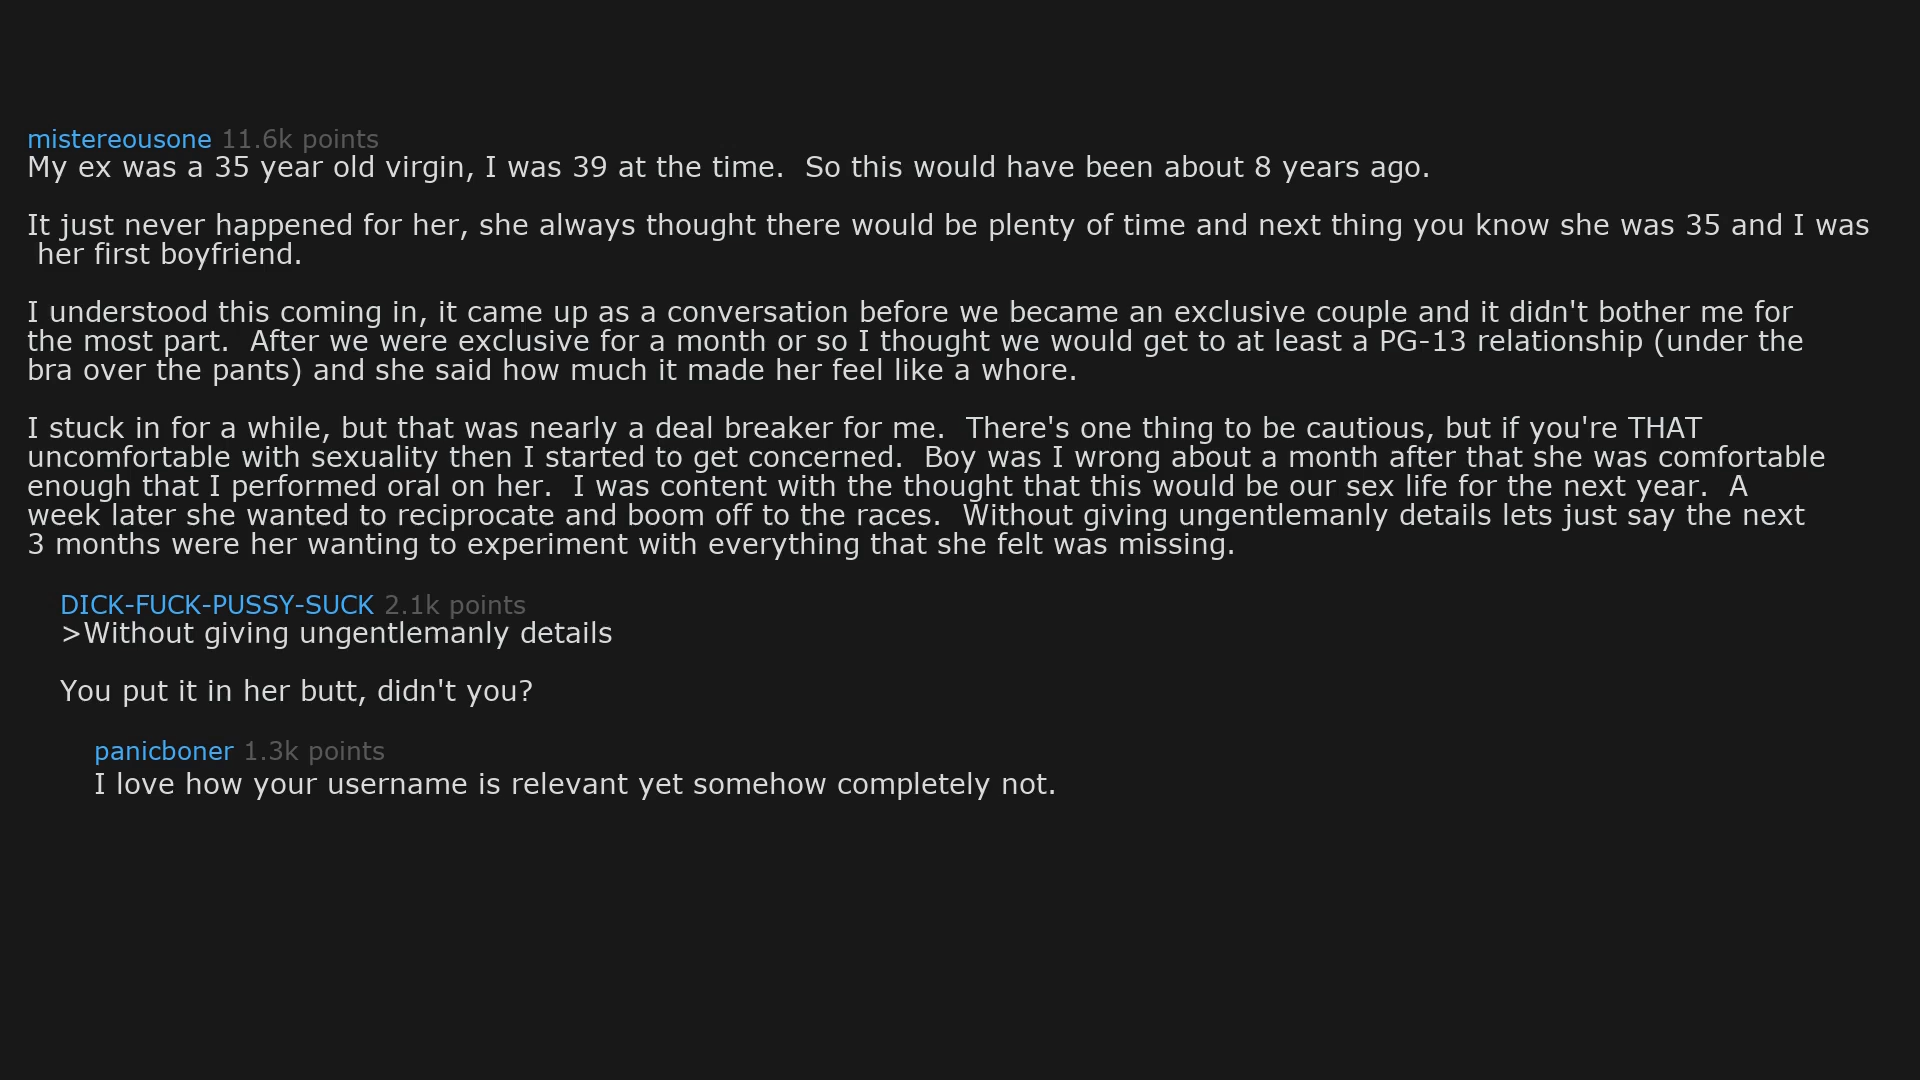 mistereousone 11.6k points
My ex was a 35 year old virgin, I was 39 at the time.  So this would have been about 8 years ago.
It just never happened for her, she always thought there would be plenty of time and next thing you know she was 35 and I was
her first boyfriend.
I understood this coming in, it came up as a conversation before we became an exclusive couple and it didn't bother me for
the most part.  After we were exclusive for a month or so I thought we would get to at least a PG-13 relationship (under the
bra over the pants) and she said how much it made her feel like a whore.
I stuck in for a while, but that was nearly a deal breaker for me.  There's one thing to be cautious, but if you're THAT
uncomfortable with sexuality then I started to get concerned.  Boy was I wrong about a month after that she was comfortable
enough that I performed oral on her.  I was content with the thought that this would be our sex life for the next year.  A
week later she wanted to reciprocate and boom off to the races.  Without giving ungentlemanly details lets just say the next
3 months were her wanting to experiment with everything that she felt was missing.
DICK-FUCK-PUSSY-SUCK 2.1k points
>Without giving ungentlemanly details
You put it in her butt, didn't you?
panicboner 1.3k points
I love how your username is relevant yet somehow completely not.